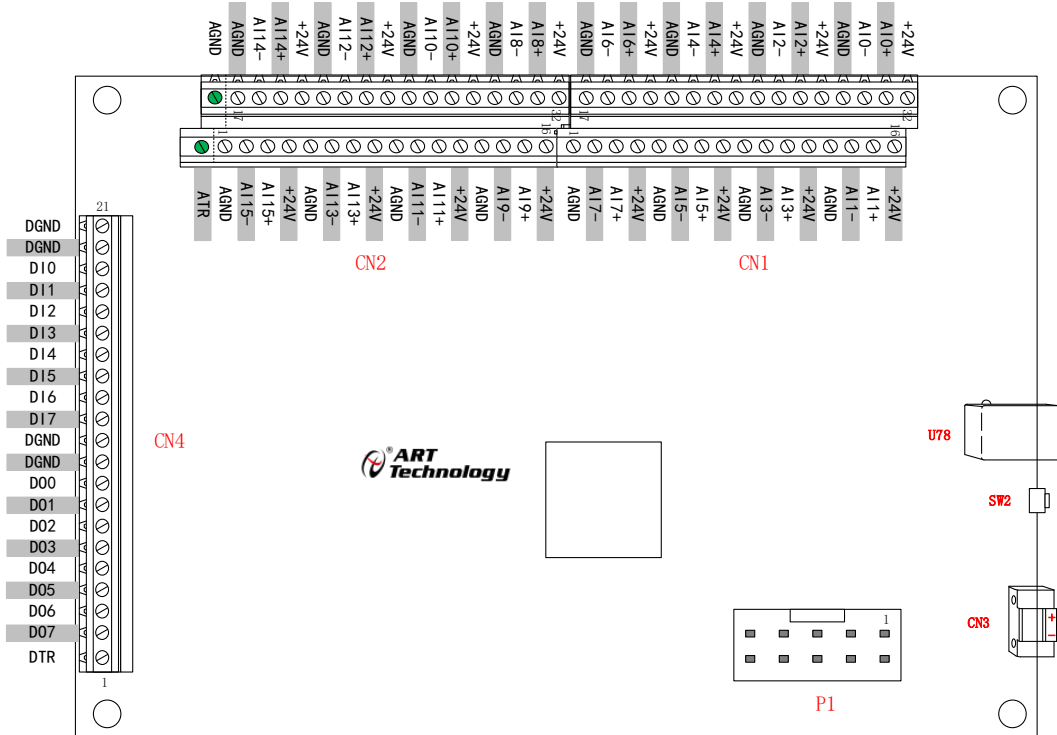 AGND
AGND
AI14-
AI14+
+24V
AGND
AI12-
AI12+
+24V
AGND
AI10-
AI10+
+24V
AGND
AI8-
AI8+
+24V
AGND
AI6-
AI6+
+24V
AGND
AI4-
AI4+
+24V
AGND
AI2-
AI2+
+24V
AGND
AI0-
AI0+
+24V
17
32
17
32
1
16
1
16
ATR
AGND
AI15-
AI15+
+24V
AGND
AI13-
AI13+
+24V
AGND
AI11-
AI11+
+24V
AGND
AI9-
AI9+
+24V
AGND
AI7-
AI7+
+24V
AGND
AI5-
AI5+
+24V
AGND
AI3-
AI3+
+24V
AGND
AI1-
AI1+
+24V
CN2
CN1
21
DGND
DGND
DI0
DI1
DI2
DI3
DI4
DI5
DI6
DI7
DGND
DGND
DO0
DO1
DO2
DO3
DO4
DO5
DO6
DO7
DTR
1
CN4
® ART
Technology
U78
SW2
CN3
+
-
1
P1